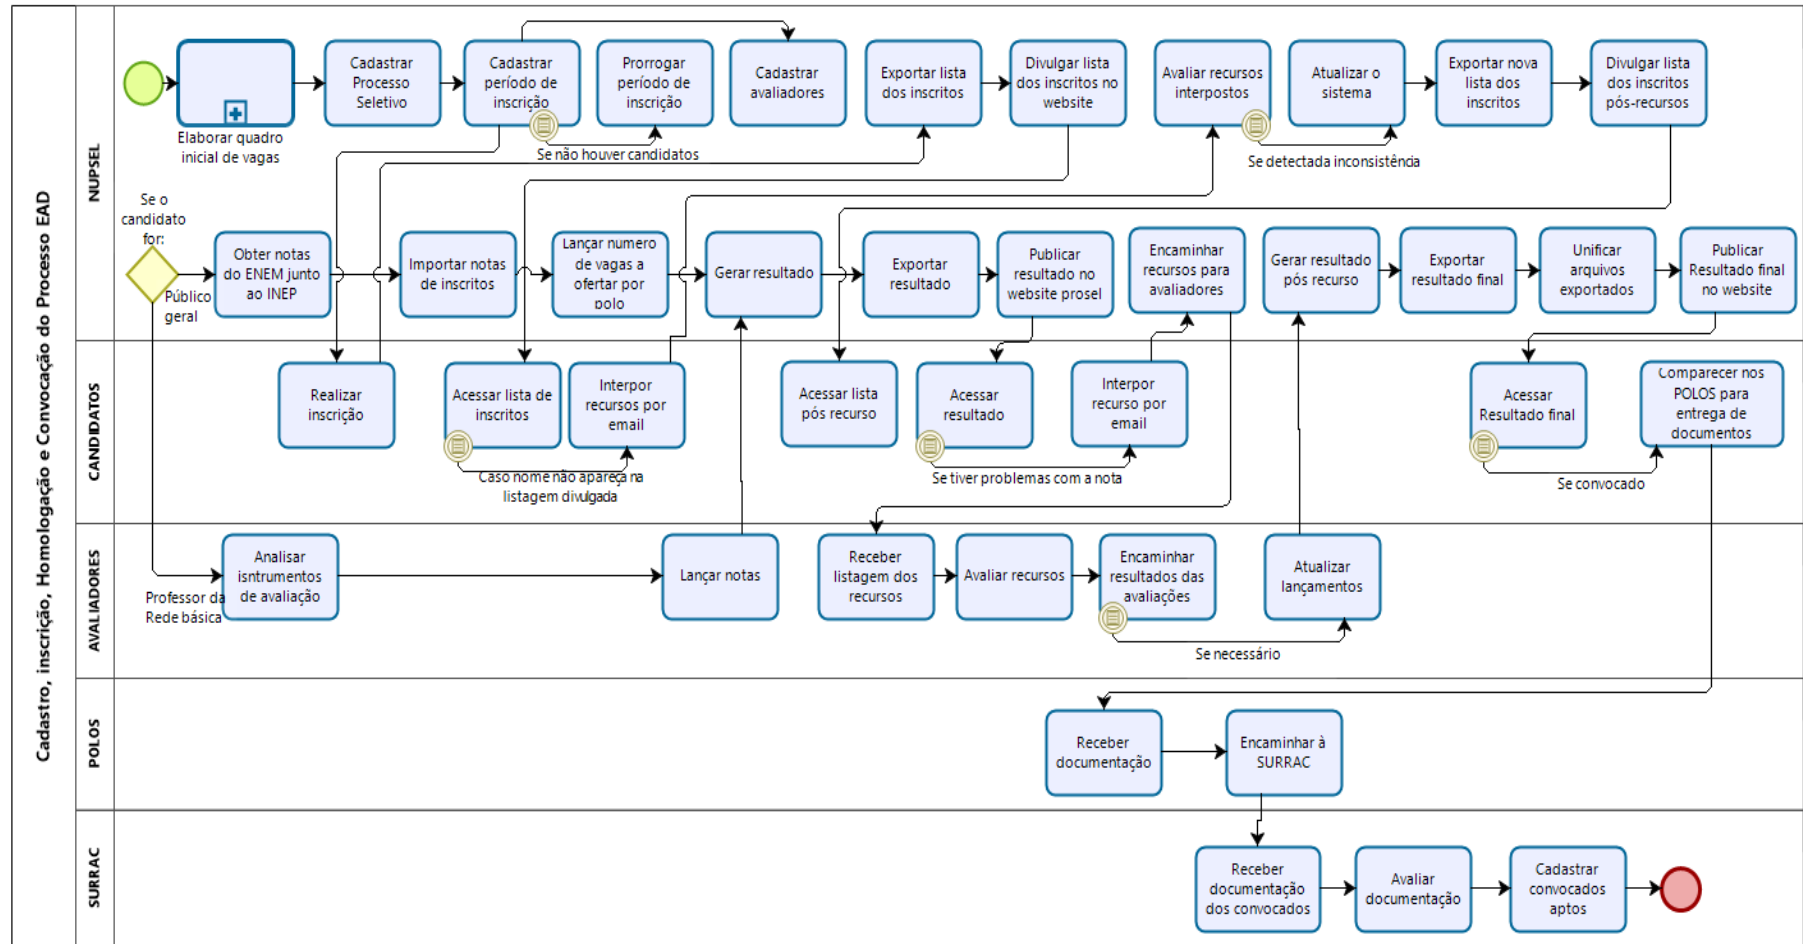 Cadastro, inscrição, Homologação e Convocação do Processo EAD
NUPSEL
Elaborar quadro
inicial de vagas
Cadastrar
Processo
Seletivo
Cadastrar
período de
inscrição
Prorrogar
período de
inscrição
Se não houver candidatos
Cadastrar
avaliadores
Exportar lista
dos inscritos
Divulgar lista
dos inscritos no
website
Avaliar recursos
interpostos
Se detectada inconsistência
Atualizar o
sistema
Exportar nova
lista dos
inscritos
Divulgar lista
dos inscritos
pós-recursos
Se o
candidato
for:
Público
geral
Obter notas
do ENEM junto
ao INEP
Importar notas
de inscritos
Lançar numero
de vagas a
ofertar por
polo
Gerar resultado
Exportar
resultado
Publicar
resultado no
website prosel
Encaminhar
recursos para
avaliadores
Gerar resultado
pós recurso
Exportar
resultado final
Unificar
arquivos
exportados
Publicar
Resultado final
no website
CANDIDATOS
Realizar
inscrição
Acessar lista de
inscritos
Interpor
recursos por
email
Caso nome não apareça na
listagem divulgada
Acessar lista
pós recurso
Acessar
resultado
Interpor
recurso por
email
Se tiver problemas com a nota
Acessar
Resultado final
Comparecer nos
POLOS para
entrega de
documentos
Se convocado
AVALIADORES
Professor da
Rede básica
Analisar
isntrumentos
de avaliação
Lançar notas
Receber
listagem dos
recursos
Avaliar recursos
Encaminhar
resultados das
avaliações
Atualizar
lançamentos
Se necessário
POLOS
Receber
documentação
Encaminhar à
SURRAC
SURRAC
Receber
documentação
dos convocados
Avaliar
documentação
Cadastrar
convocados
aptos